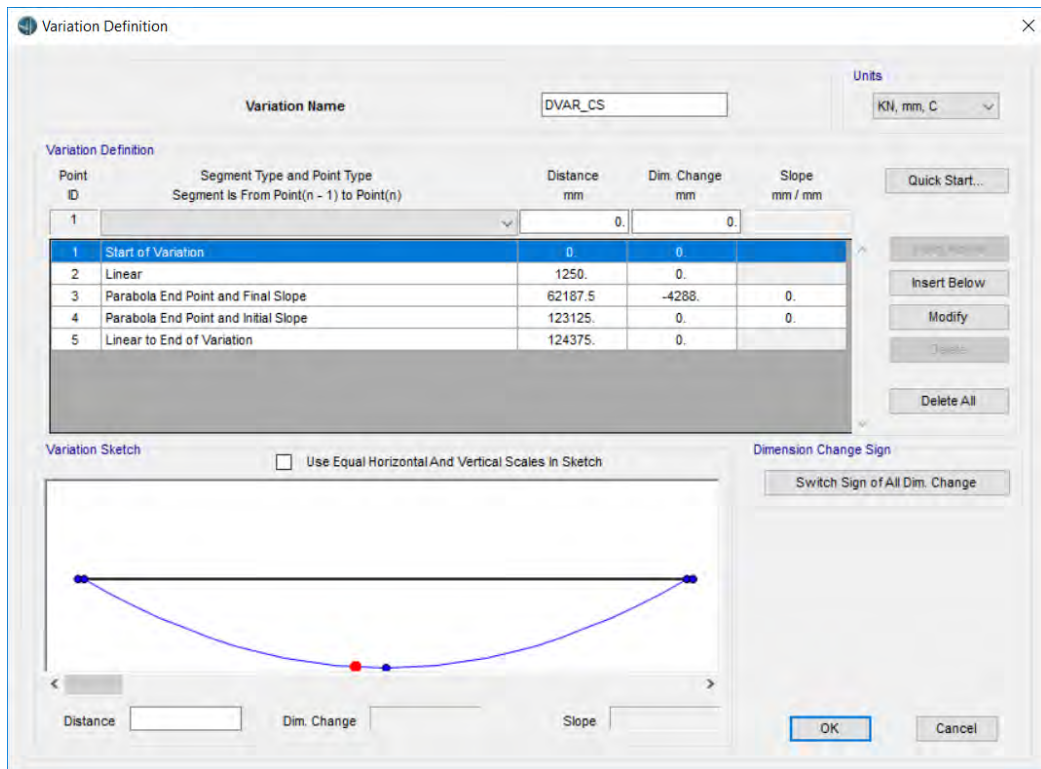 Variation Definition
Units
Variation Name DVAR_CS KN, mm, C
Variation Definition
Point Segment Type and Point Type Distance Dim. Change Slope
ID Segment Is From Point(n - 1) to Point(n) mm mm mm / mm
Quick Start...
1 0. 0.
1 Start of Variation 0. 0.
2 Linear 1250. 0.
Insert Below
3 Parabola End Point and Final Slope 62187.5 -4288. 0.
4 Parabola End Point and Initial Slope 123125. 0. 0.
Modify
5 Linear to End of Variation 124375. 0.
Delete
Delete All
Variation Sketch
Use Equal Horizontal And Vertical Scales In Sketch
Dimension Change Sign
Switch Sign of All Dim. Change
Distance Dim. Change Slope
OK Cancel